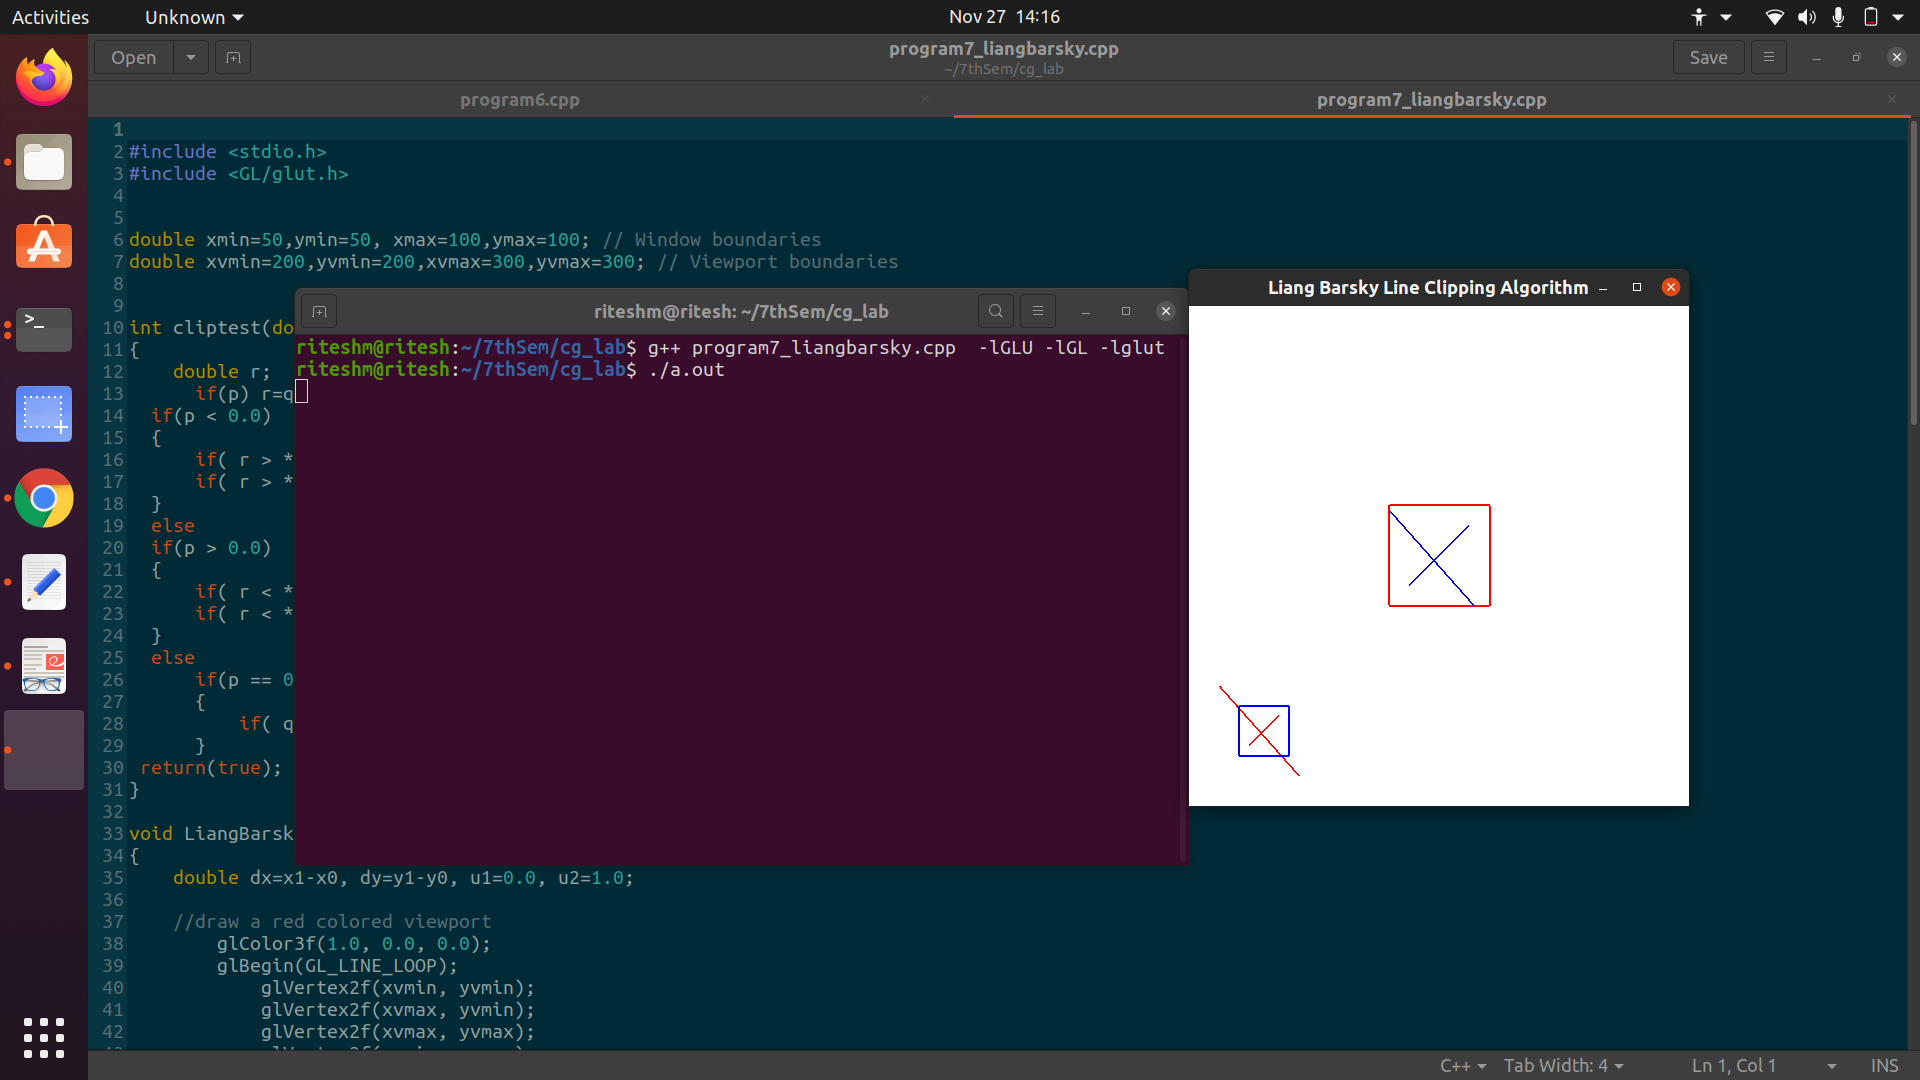 Activities Unknown Nov 27 14:16
Open program7_liangbarsky.cpp Save
~/7thSem/cg_lab
program6.cpp program7_liangbarsky.cpp
1
2 #include <stdio.h>
3 #include <GL/glut.h>
4
5
6 double xmin=50,ymin=50, xmax=100,ymax=100; // Window boundaries
7 double xvmin=200,yvmin=200,xvmax=300,yvmax=300; // Viewport boundaries
8
9
10 int cliptest(do
11 {
12 double r;
13 if(p) r=q
14 if(p < 0.0)
15 {
16 if( r > *
17 if( r > *
18 }
19 else
20 if(p > 0.0)
21 {
22 if( r < *
23 if( r < *
24 }
25 else
26 if(p == 0
27 {
28 if( q
29 }
30 return(true);
31 }
32
33 void LiangBarsk
34 {
35 double dx=x1-x0, dy=y1-y0, u1=0.0, u2=1.0;
36
37 //draw a red colored viewport
38 glColor3f(1.0, 0.0, 0.0);
39 glBegin(GL_LINE_LOOP);
40 glVertex2f(xvmin, yvmin);
41 glVertex2f(xvmax, yvmin);
42 glVertex2f(xvmax, yvmax);
riteshm@ritesh: ~/7thSem/cg_lab
riteshm@ritesh:~/7thSem/cg_lab$ g++ program7_liangbarsky.cpp  -lGLU -lGL -lglut
riteshm@ritesh:~/7thSem/cg_lab$ ./a.out
Liang Barsky Line Clipping Algorithm
C++ Tab Width: 4 Ln 1, Col 1 INS